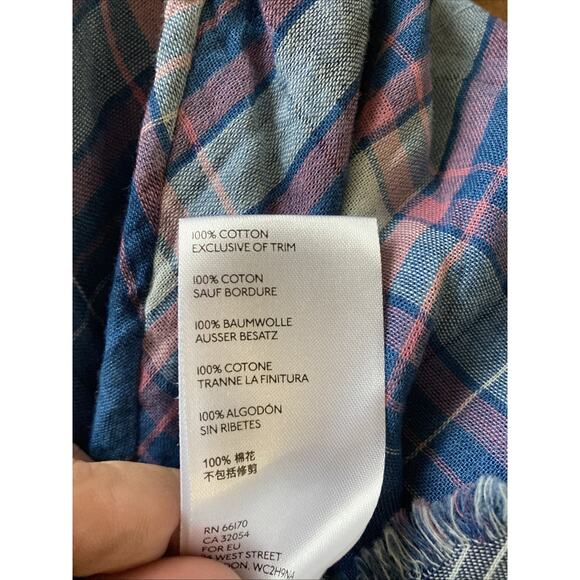 100% COTTON
EXCLUSIVE OF TRIM
100% COTON
SAUF BORDURE
100% BAUMWOLLE
AUSSER BESATZ
100% COTONE
TRANNE LA FINITURA
100% ALGODÓN
SIN RIBETES
100% 棉花
不包括修剪
RN 66170
CA 32054
FOR EU
WEST STREET
WC2H9NA